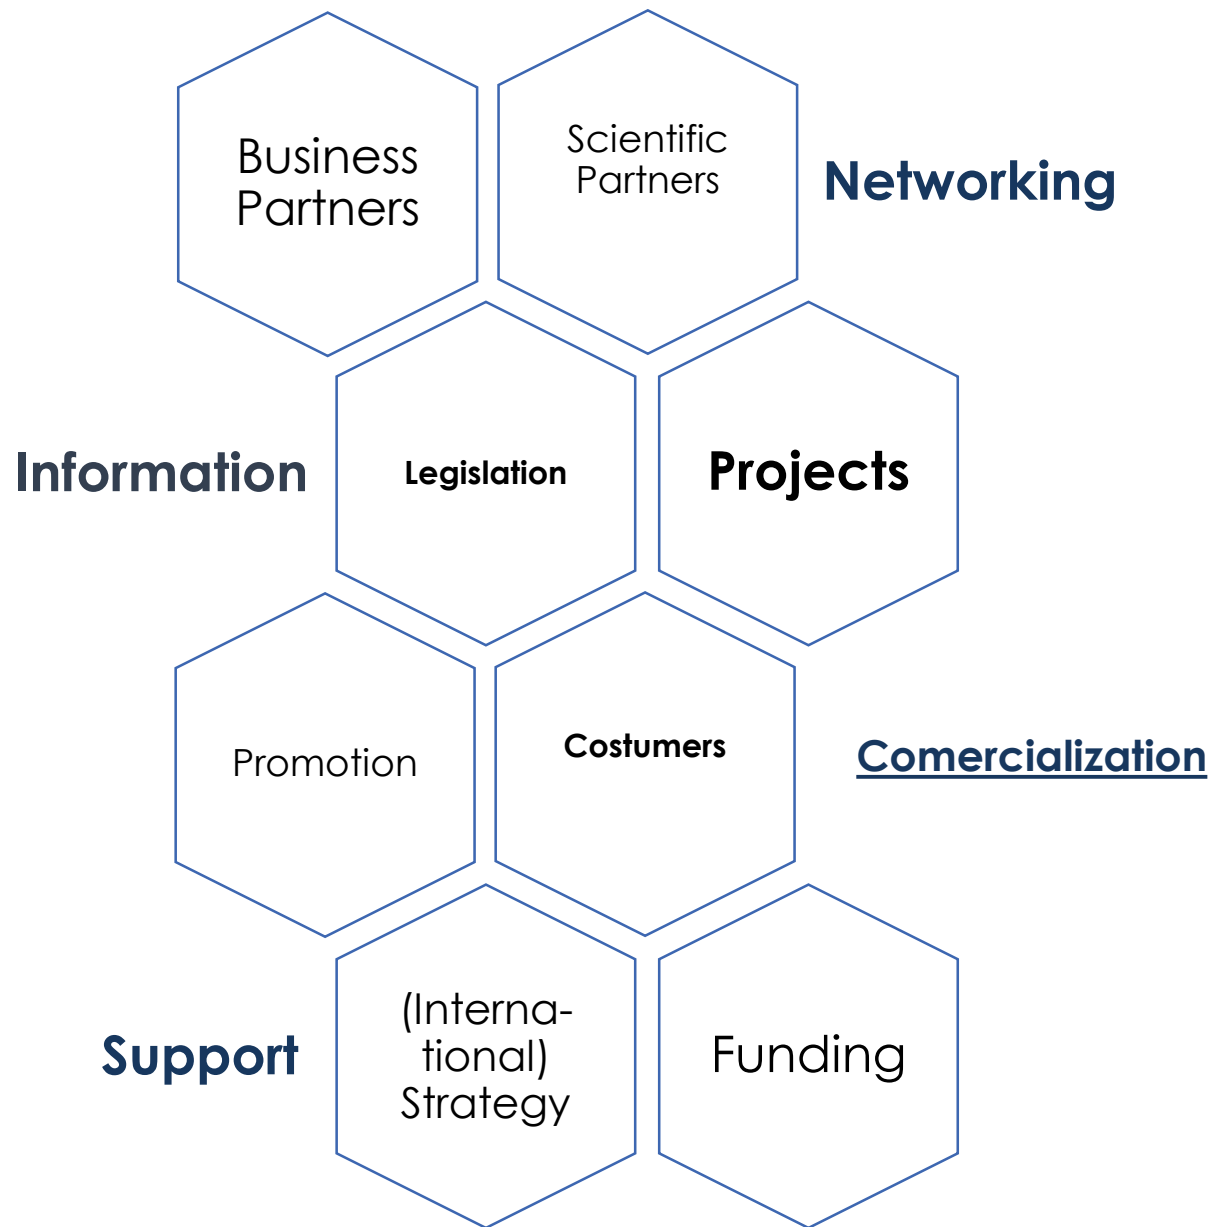 Business
Partners
Scientific
Partners
Networking
Information
Legislation
Projects
Promotion
Costumers
Comercialization
Support
(Interna-
tional)
Strategy
Funding